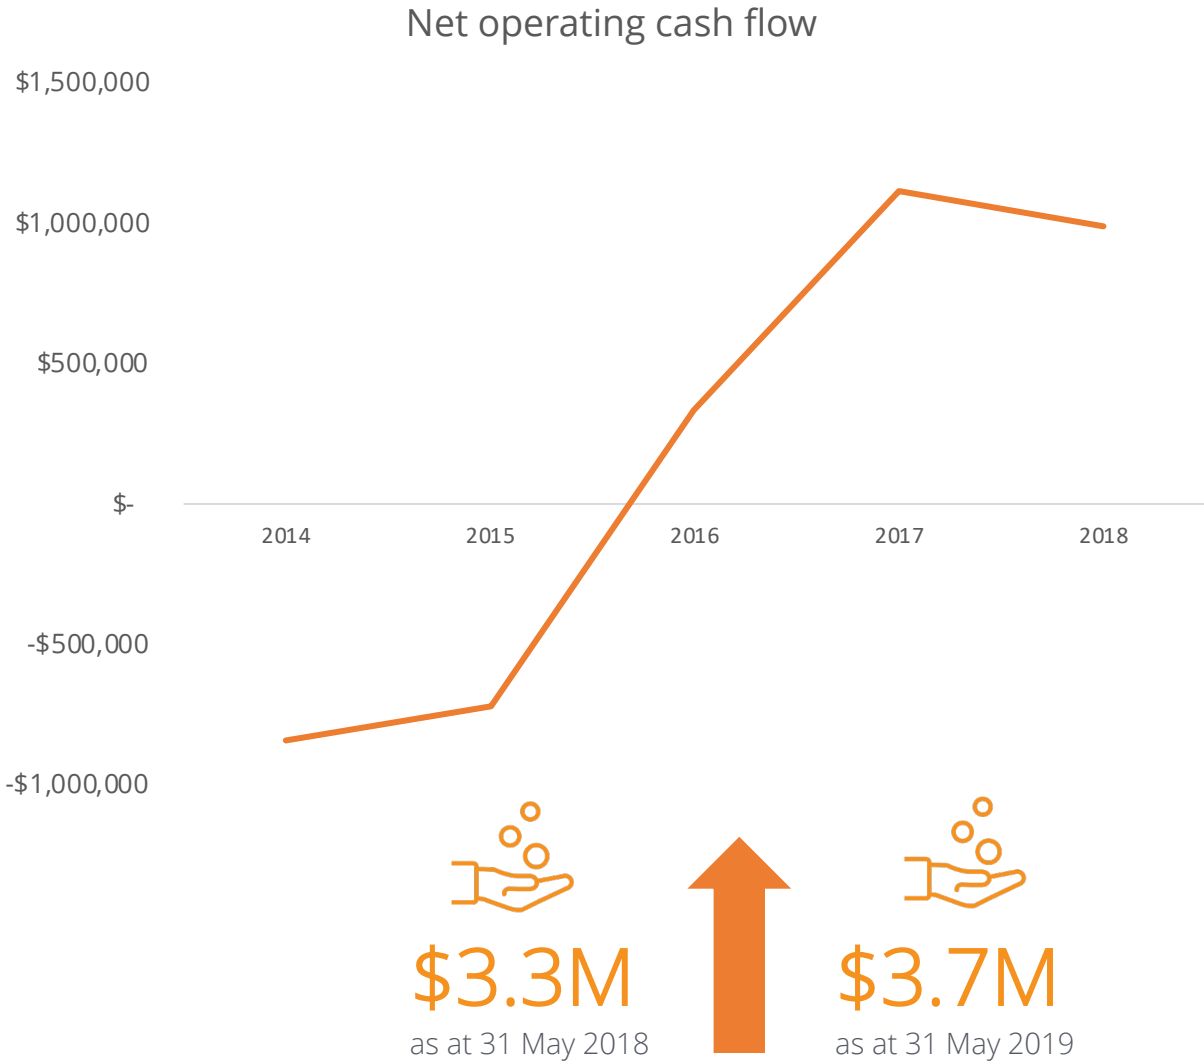 Net operating cash flow
$1,500,000
$1,000,000
$500,000
$-
2014 2015 2016 2017 2018
-$500,000
-$1,000,000
$3.3M $3.7M
as at 31 May 2018 as at 31 May 2019